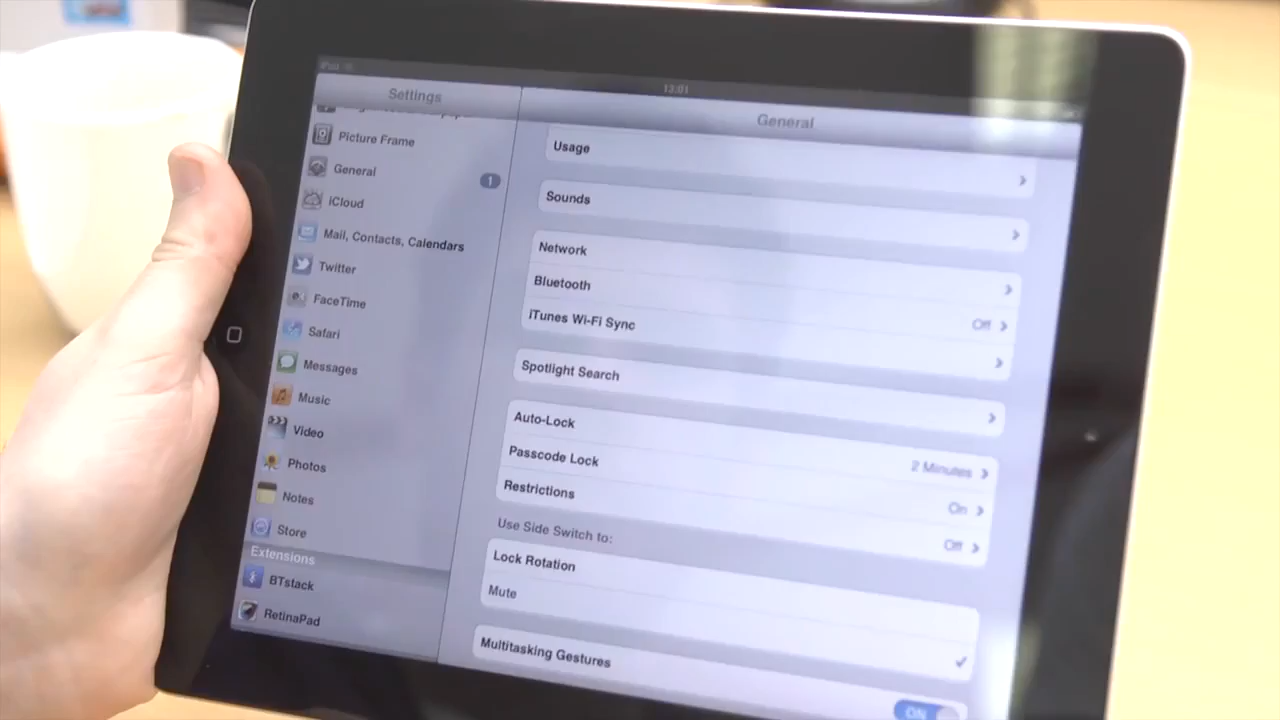 iPad
13:01
Settings
General
Picture Frame
General
1
iCloud
Mail, Contacts, Calendars
Twitter
FaceTime
Safari
Messages
Music
Video
Photos
Notes
Store
Extensions
BTstack
RetinaPad
Usage
Sounds
Network
Bluetooth
Off
iTunes Wi-Fi Sync
Spotlight Search
Auto-Lock
2 Minutes
Passcode Lock
On
Restrictions
Off
Use Side Switch to:
Lock Rotation
Mute
Multitasking Gestures
ON